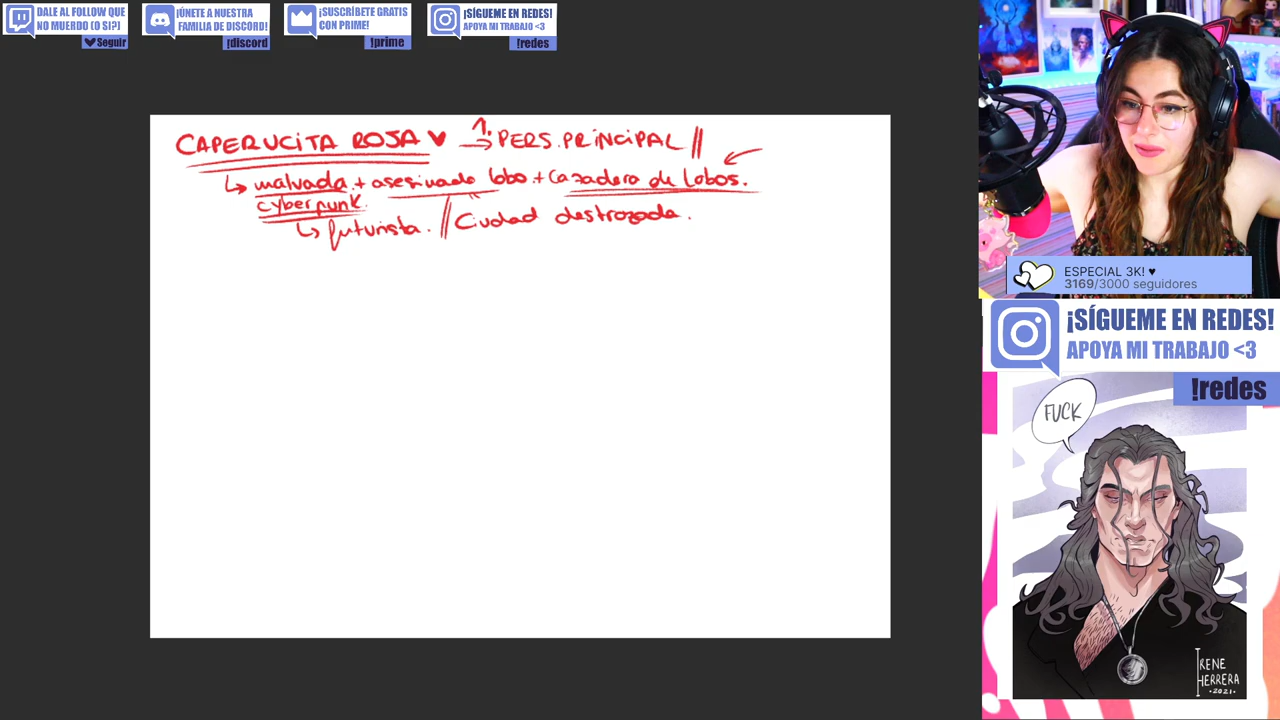 DALE AL FOLLOW QUE
NO MUERDO (O SI?)
Seguir
¡ÚNETE A NUESTRA
FAMILIA DE DISCORD!
!discord
¡SUSCRÍBETE GRATIS
CON PRIME!
!prime
¡SÍGUEME EN REDES!
APOYA MI TRABAJO <3
!redes
CAPERUCITA ROJA ♥ → 1. PERS. PRINCIPAL //
↳ malvada + asesinado lobo + Cazadora de lobos.
cyberpunk.
↳ futurista. // Ciudad destrozada.
ESPECIAL 3K! ♥
3169/3000 seguidores
¡SÍGUEME EN REDES!
APOYA MI TRABAJO <3
!redes
FUCK
IRENE
HERRERA
·2021·